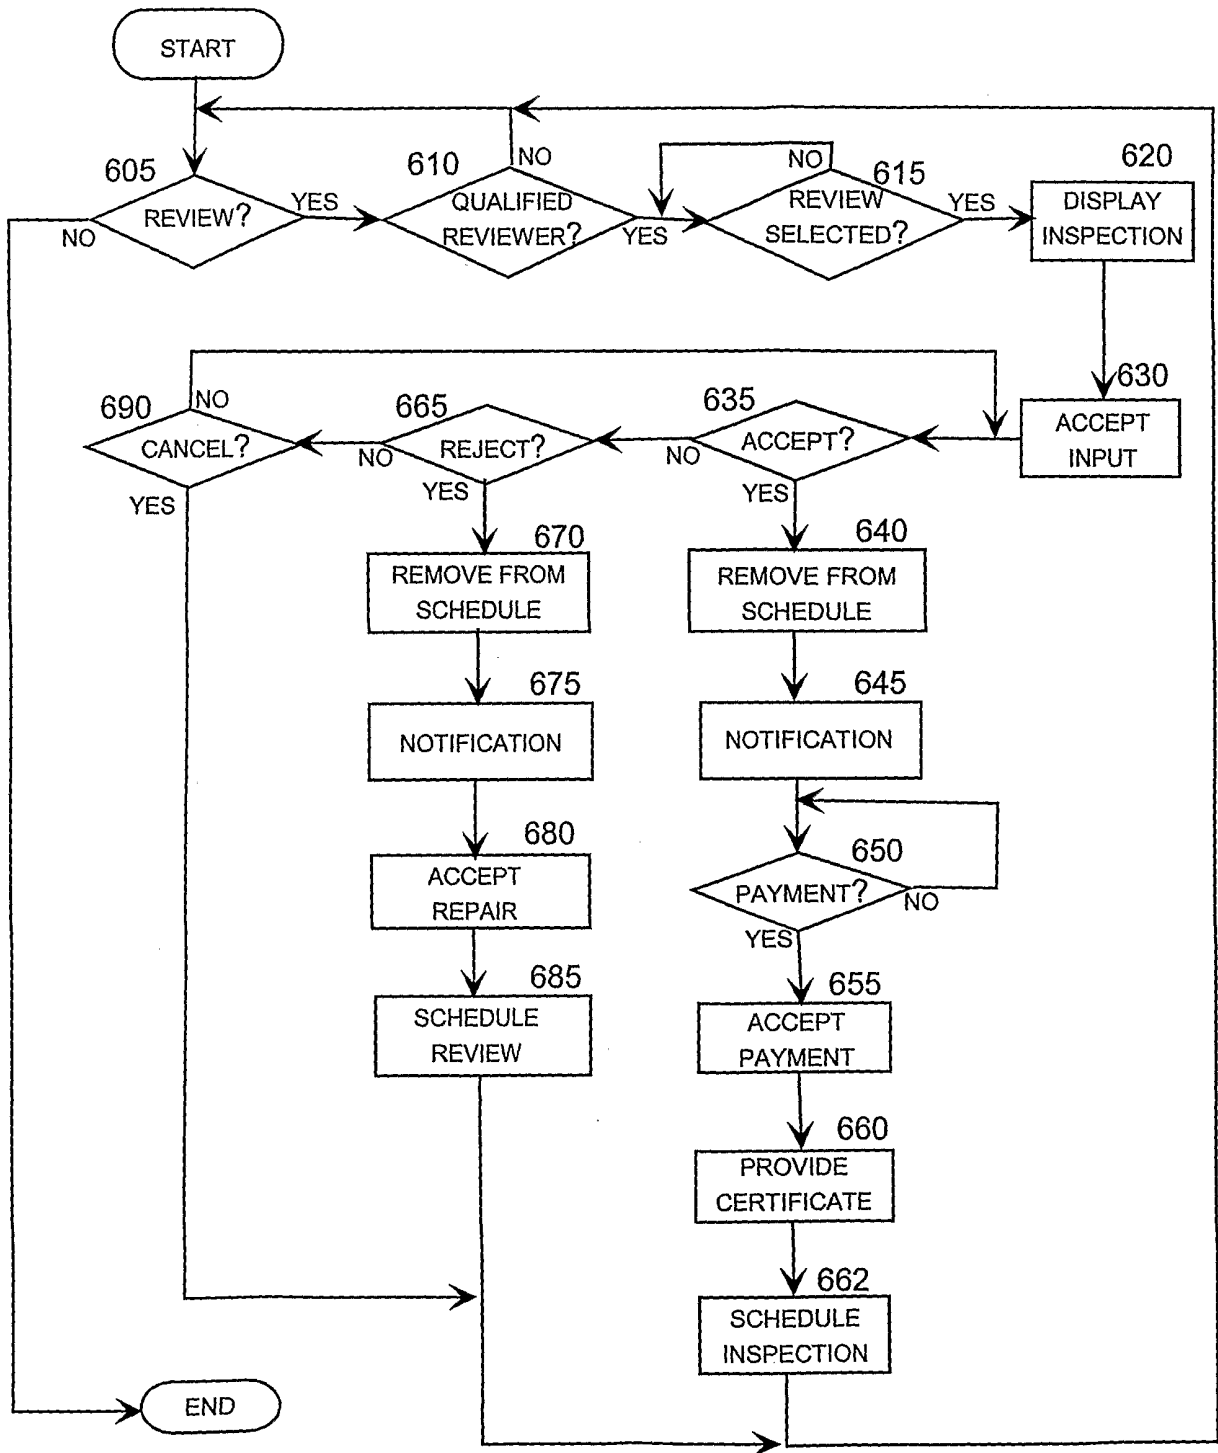 START
605
REVIEW?
YES
NO
610
QUALIFIED
REVIEWER?
NO
YES
615
REVIEW
SELECTED?
NO
YES
620
DISPLAY
INSPECTION
630
ACCEPT
INPUT
635
ACCEPT?
NO
YES
665
REJECT?
NO
YES
690
CANCEL?
NO
YES
670
REMOVE FROM
SCHEDULE
640
REMOVE FROM
SCHEDULE
675
NOTIFICATION
645
NOTIFICATION
680
ACCEPT
REPAIR
650
PAYMENT?
NO
YES
685
SCHEDULE
REVIEW
655
ACCEPT
PAYMENT
660
PROVIDE
CERTIFICATE
662
SCHEDULE
INSPECTION
END